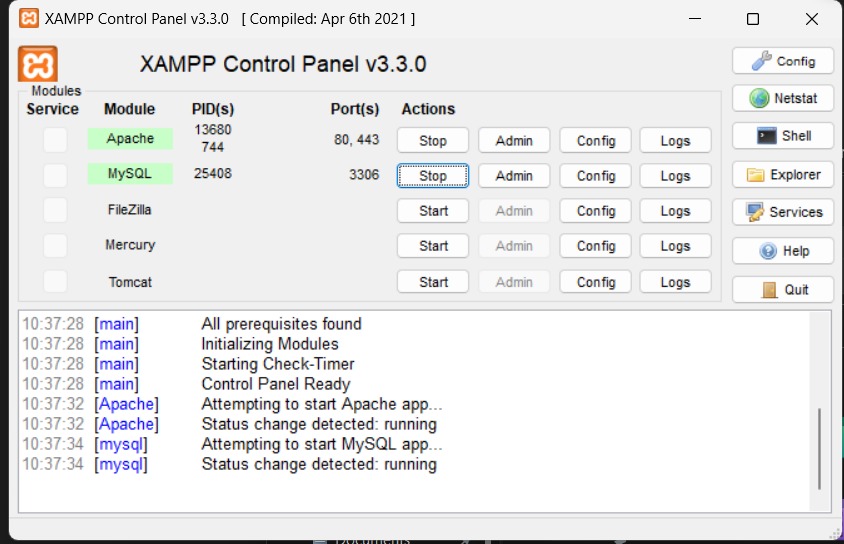 XAMPP Control Panel v3.3.0 [ Compiled: Apr 6th 2021 ]
XAMPP Control Panel v3.3.0
Modules
Service Module PID(s) Port(s) Actions
Apache 13680 744 80, 443 Stop Admin Config Logs
MySQL 25408 3306 Stop Admin Config Logs
FileZilla Start Admin Config Logs
Mercury Start Admin Config Logs
Tomcat Start Admin Config Logs
Config
Netstat
Shell
Explorer
Services
Help
Quit
10:37:28 [main] All prerequisites found
10:37:28 [main] Initializing Modules
10:37:28 [main] Starting Check-Timer
10:37:28 [main] Control Panel Ready
10:37:32 [Apache] Attempting to start Apache app...
10:37:32 [Apache] Status change detected: running
10:37:34 [mysql] Attempting to start MySQL app...
10:37:34 [mysql] Status change detected: running
Documents